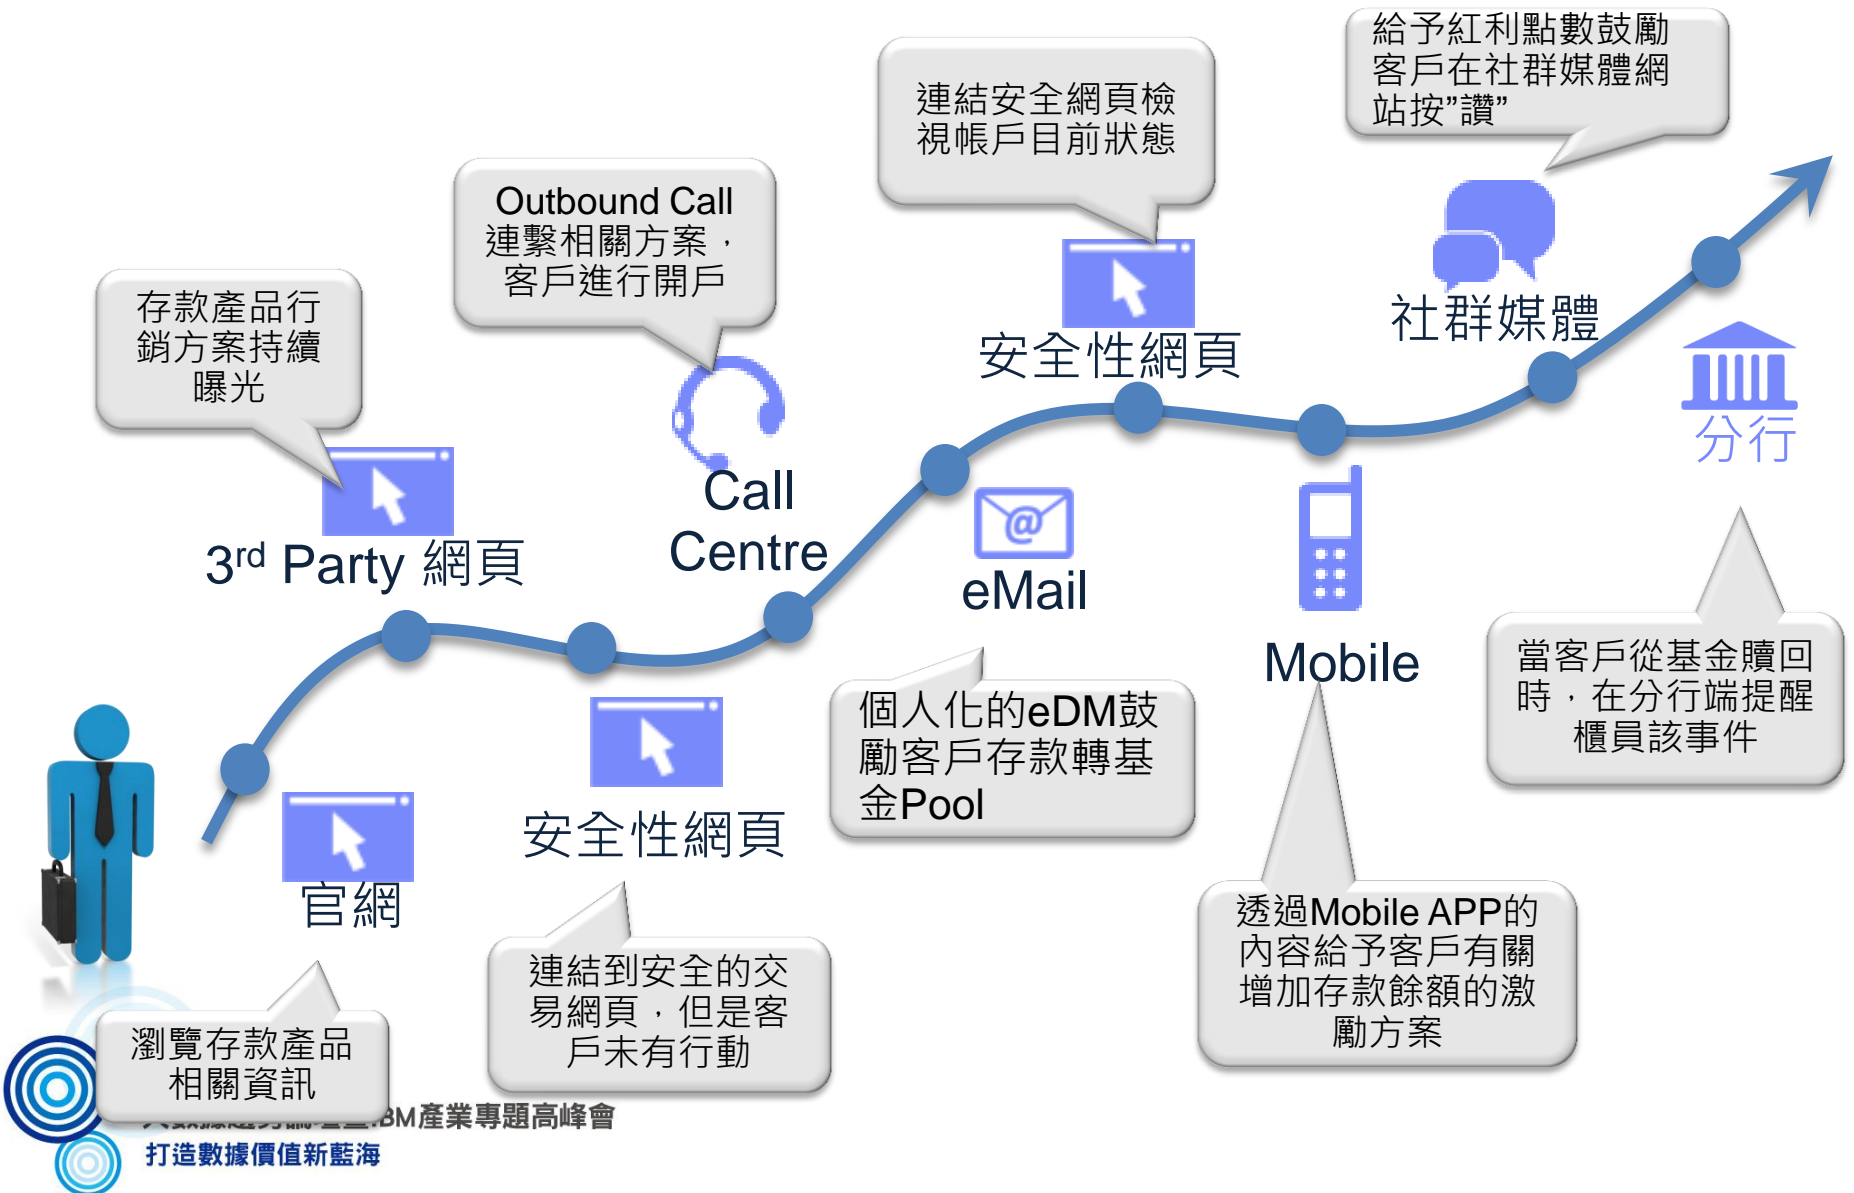 給予紅利點數鼓勵
客戶在社群媒體網
站按”讚”
連結安全網頁檢
視帳戶目前狀態
Outbound Call
連繫相關方案，
客戶進行開戶
存款產品行
銷方案持續
曝光
社群媒體
安全性網頁
分行
Call
Centre
3rd Party 網頁
eMail
Mobile
當客戶從基金贖回
時，在分行端提醒
櫃員該事件
個人化的eDM鼓
勵客戶存款轉基
金Pool
安全性網頁
官網
透過Mobile APP的
內容給予客戶有關
增加存款餘額的激
勵方案
連結到安全的交
易網頁，但是客
戶未有行動
瀏覽存款產品
相關資訊
BM產業專題高峰會
打造數據價值新藍海